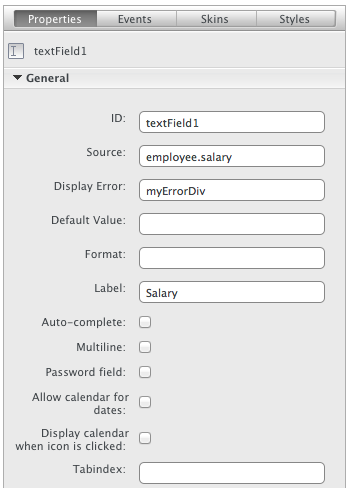 Properties Events Skins Styles
textField1
General
ID: textField1
Source: employee.salary
Display Error: myErrorDiv
Default Value:
Format:
Label: Salary
Auto-complete:
Multiline:
Password field:
Allow calendar for
dates:
Display calendar
when icon is clicked:
Tabindex: